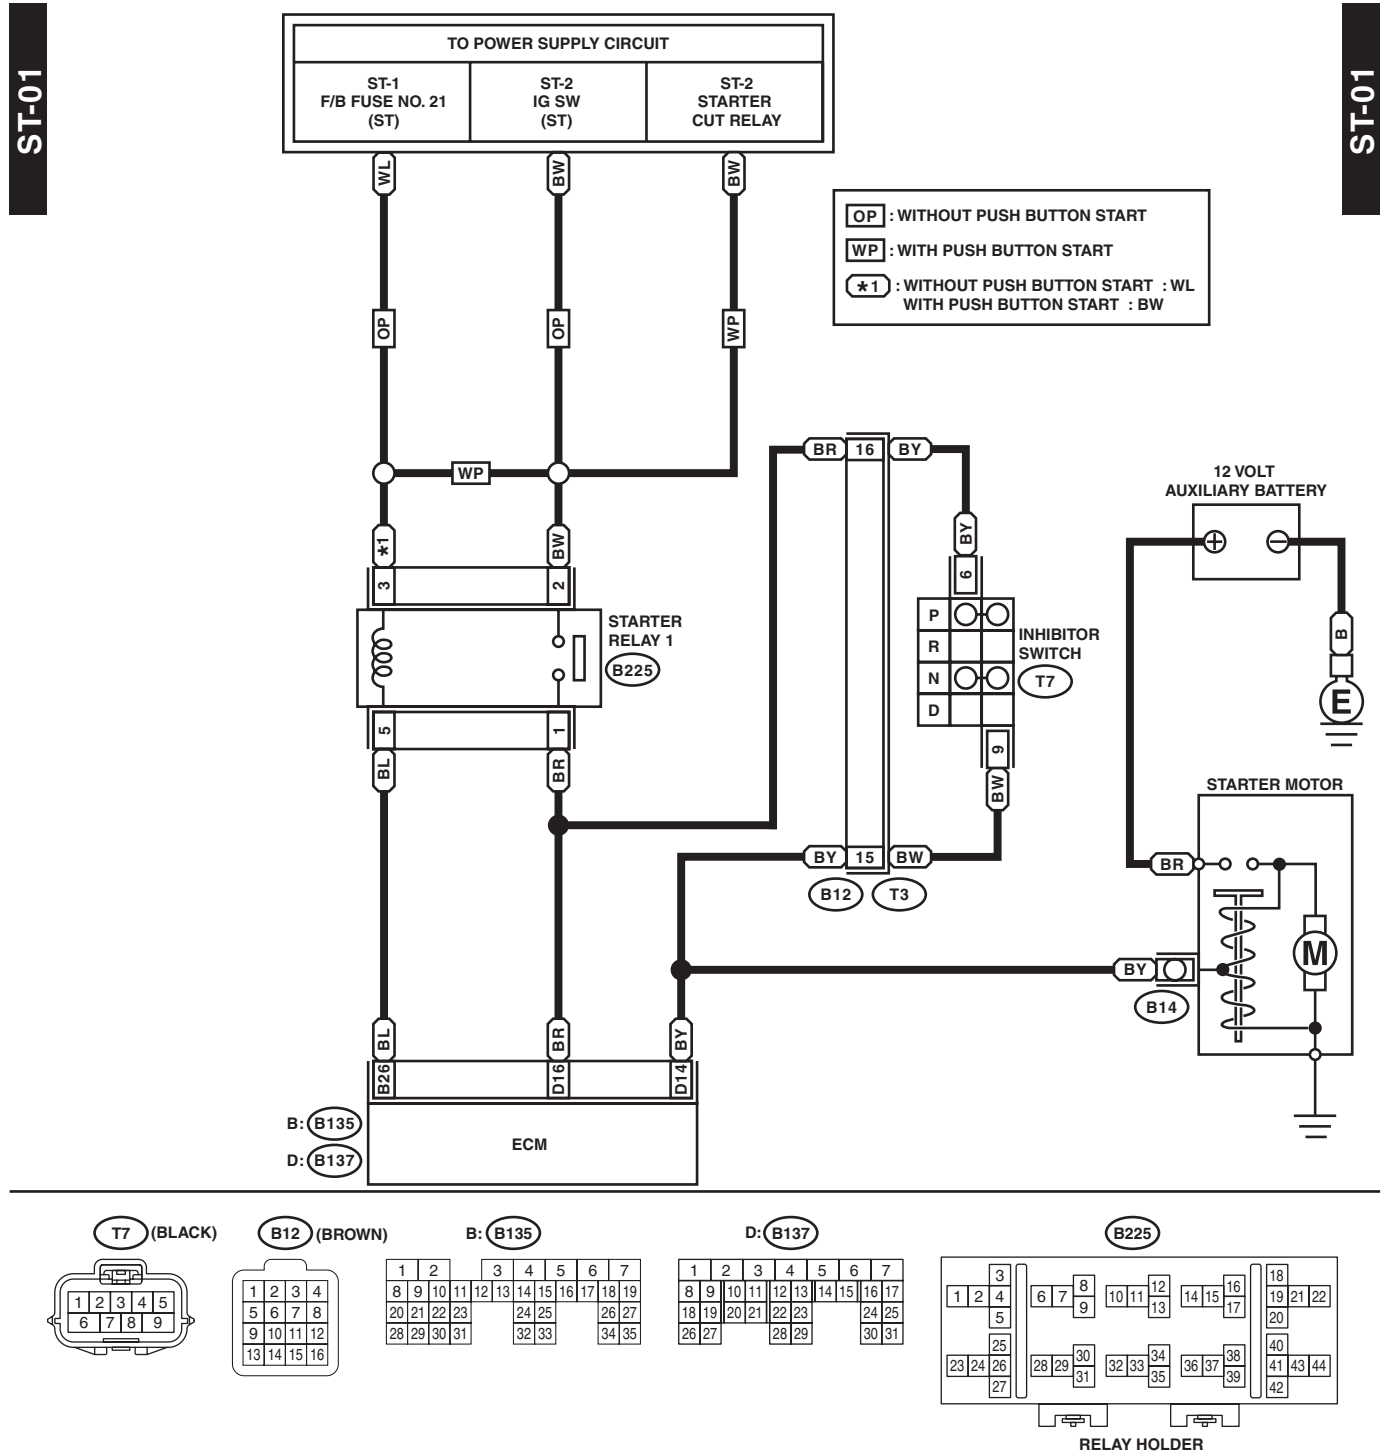 ST-01
ST-01
TO POWER SUPPLY CIRCUIT
ST-1
F/B FUSE NO. 21
(ST)
ST-2
IG SW
(ST)
ST-2
STARTER
CUT RELAY
WL
BW
BW
OP : WITHOUT PUSH BUTTON START
WP : WITH PUSH BUTTON START
*1 : WITHOUT PUSH BUTTON START : WL
WITH PUSH BUTTON START : BW
OP
OP
WP
WP
BR 16 BY
12 VOLT
AUXILIARY BATTERY
+ −
*1
BW
BY
3
2
6
STARTER
RELAY 1
B225
P
R
N
D
INHIBITOR
SWITCH
T7
B
E
5
1
9
BL
BR
BW
STARTER MOTOR
BY 15 BW
BR
B12 T3
M
BY
B14
BL
BR
BY
B26
D16
D14
B: B135
D: B137
ECM
T7 (BLACK)
1 2 3 4 5
6 7 8 9
B12 (BROWN)
1 2 3 4
5 6 7 8
9 10 11 12
13 14 15 16
B: B135
1 2 3 4 5 6 7
8 9 10 11 12 13 14 15 16 17 18 19
20 21 22 23 24 25 26 27
28 29 30 31 32 33 34 35
D: B137
1 2 3 4 5 6 7
8 9 10 11 12 13 14 15 16 17
18 19 20 21 22 23 24 25
26 27 28 29 30 31
B225
3 8 12 16 18
1 2 4 6 7 10 11 14 15 19 21 22
5 9 13 17 20
25 30 34 38 40
23 24 26 28 29 32 33 36 37 41 43 44
27 31 35 39 42
RELAY HOLDER